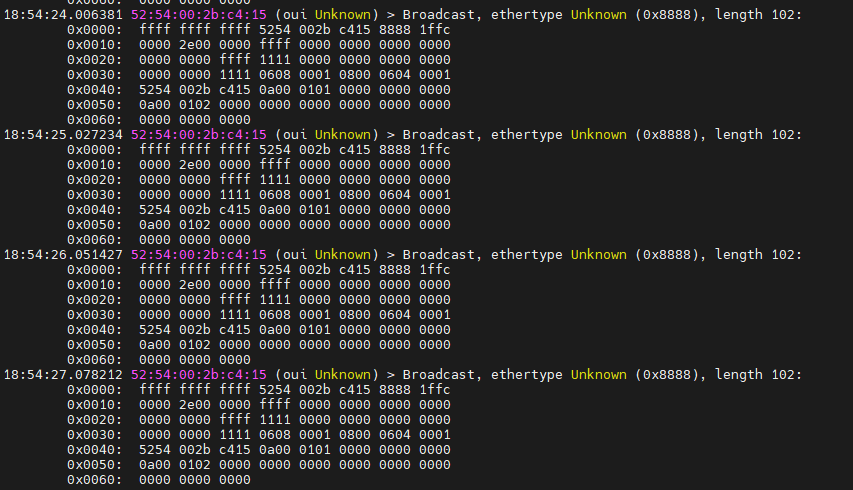 18:54:24.006381 52:54:00:2b:c4:15 (oui Unknown) > Broadcast, ethertype Unknown (0x8888), length 102:
0x0000: ffff ffff ffff 5254 002b c415 8888 1ffc
0x0010: 0000 2e00 0000 ffff 0000 0000 0000 0000
0x0020: 0000 0000 ffff 1111 0000 0000 0000 0000
0x0030: 0000 0000 1111 0608 0001 0800 0604 0001
0x0040: 5254 002b c415 0a00 0101 0000 0000 0000
0x0050: 0a00 0102 0000 0000 0000 0000 0000 0000
0x0060: 0000 0000 0000
18:54:25.027234 52:54:00:2b:c4:15 (oui Unknown) > Broadcast, ethertype Unknown (0x8888), length 102:
0x0000: ffff ffff ffff 5254 002b c415 8888 1ffc
0x0010: 0000 2e00 0000 ffff 0000 0000 0000 0000
0x0020: 0000 0000 ffff 1111 0000 0000 0000 0000
0x0030: 0000 0000 1111 0608 0001 0800 0604 0001
0x0040: 5254 002b c415 0a00 0101 0000 0000 0000
0x0050: 0a00 0102 0000 0000 0000 0000 0000 0000
0x0060: 0000 0000 0000
18:54:26.051427 52:54:00:2b:c4:15 (oui Unknown) > Broadcast, ethertype Unknown (0x8888), length 102:
0x0000: ffff ffff ffff 5254 002b c415 8888 1ffc
0x0010: 0000 2e00 0000 ffff 0000 0000 0000 0000
0x0020: 0000 0000 ffff 1111 0000 0000 0000 0000
0x0030: 0000 0000 1111 0608 0001 0800 0604 0001
0x0040: 5254 002b c415 0a00 0101 0000 0000 0000
0x0050: 0a00 0102 0000 0000 0000 0000 0000 0000
0x0060: 0000 0000 0000
18:54:27.078212 52:54:00:2b:c4:15 (oui Unknown) > Broadcast, ethertype Unknown (0x8888), length 102:
0x0000: ffff ffff ffff 5254 002b c415 8888 1ffc
0x0010: 0000 2e00 0000 ffff 0000 0000 0000 0000
0x0020: 0000 0000 ffff 1111 0000 0000 0000 0000
0x0030: 0000 0000 1111 0608 0001 0800 0604 0001
0x0040: 5254 002b c415 0a00 0101 0000 0000 0000
0x0050: 0a00 0102 0000 0000 0000 0000 0000 0000
0x0060: 0000 0000 0000